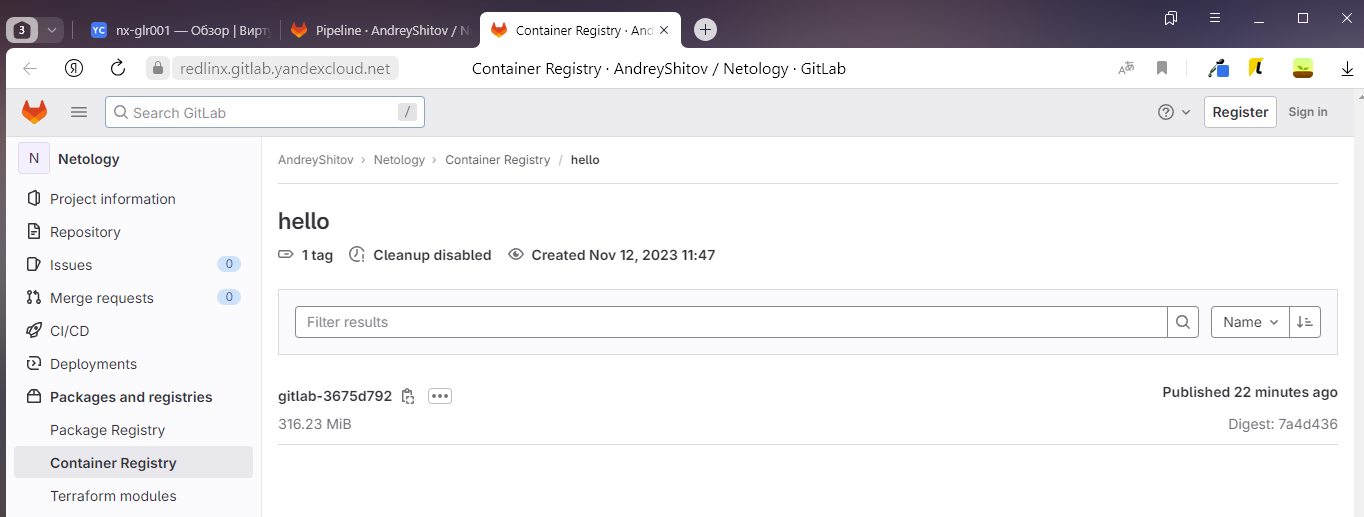 3
nx-glr001 — Обзор | Вирту
Pipeline · AndreyShitov / N
Container Registry · And
redlinx.gitlab.yandexcloud.net
Container Registry · AndreyShitov / Netology · GitLab
Search GitLab /
Register Sign in
N Netology
AndreyShitov › Netology › Container Registry / hello
Project information
Repository
Issues 0
Merge requests 0
CI/CD
Deployments
Packages and registries
Package Registry
Container Registry
Terraform modules
hello
1 tag Cleanup disabled Created Nov 12, 2023 11:47
Filter results Name
gitlab-3675d792 Published 22 minutes ago
316.23 MiB Digest: 7a4d436